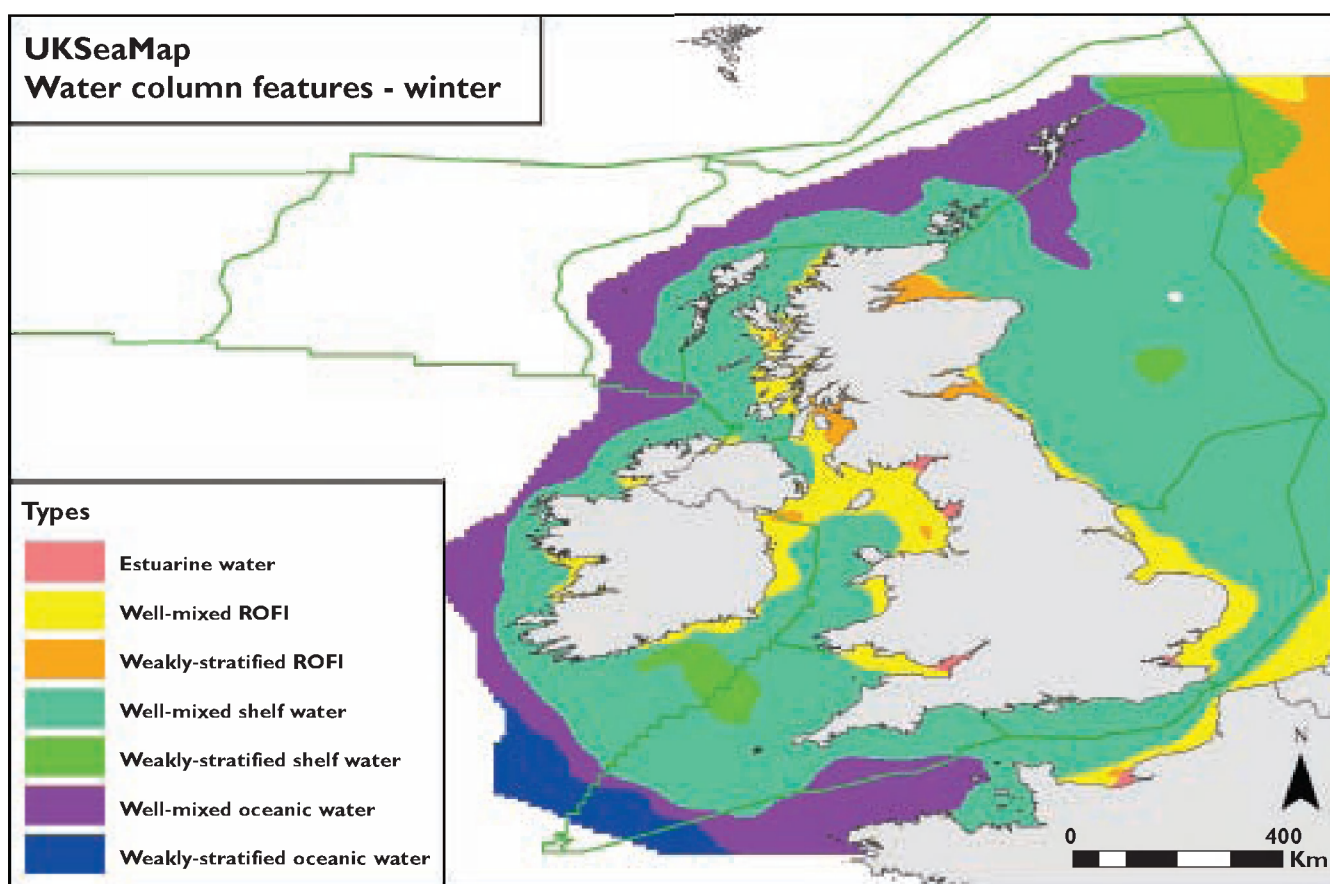 UKSeaMap
Water column features - winter
Types
Estuarine water
Well-mixed ROFI
Weakly-stratified ROFI
Well-mixed shelf water
Weakly-stratified shelf water
Well-mixed oceanic water
Weakly-stratified oceanic water
N
0 400
Km